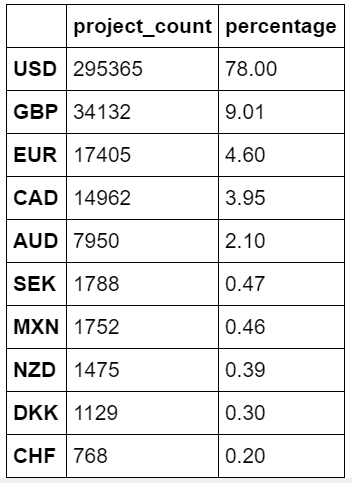 project_count percentage
USD 295365 78.00
GBP 34132 9.01
EUR 17405 4.60
CAD 14962 3.95
AUD 7950 2.10
SEK 1788 0.47
MXN 1752 0.46
NZD 1475 0.39
DKK 1129 0.30
CHF 768 0.20